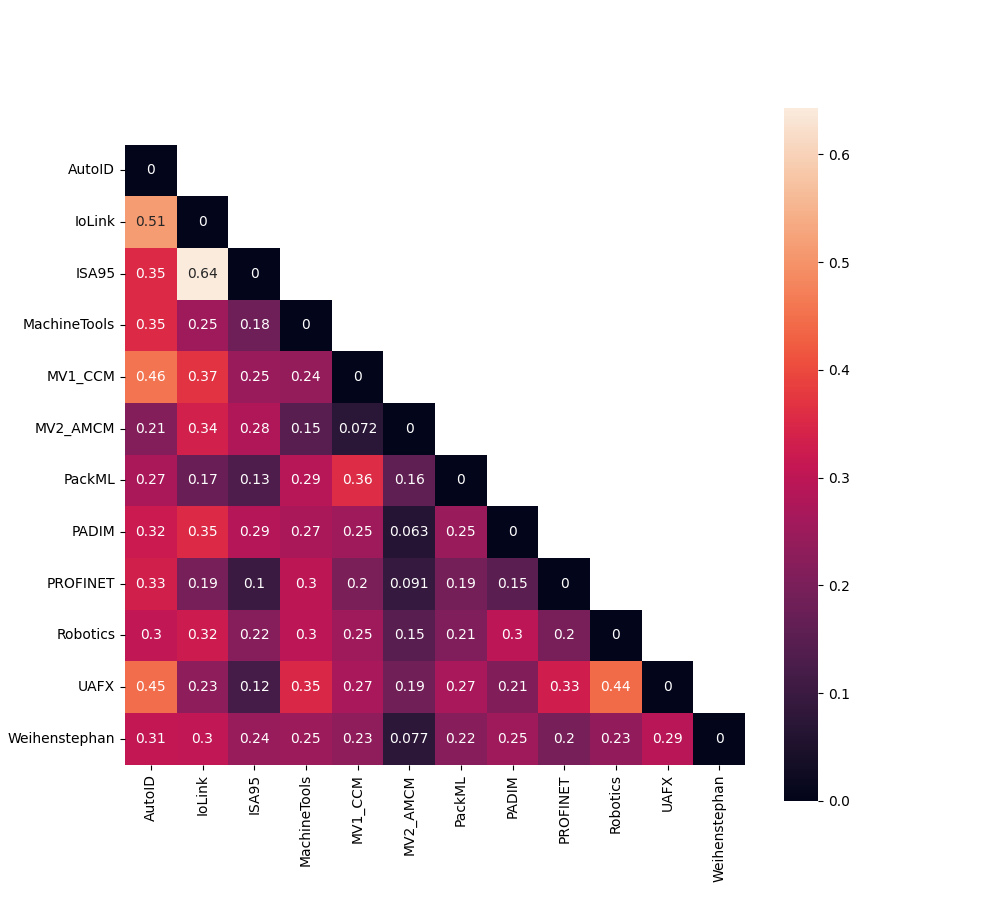 0.6
AutoID 0
IoLink 0.51 0
0.5
ISA95 0.35 0.64 0
MachineTools 0.35 0.25 0.18 0
0.4
MV1_CCM 0.46 0.37 0.25 0.24 0
MV2_AMCM 0.21 0.34 0.28 0.15 0.072 0
0.3
PackML 0.27 0.17 0.13 0.29 0.36 0.16 0
PADIM 0.32 0.35 0.29 0.27 0.25 0.063 0.25 0
PROFINET 0.33 0.19 0.1 0.3 0.2 0.091 0.19 0.15 0
0.2
Robotics 0.3 0.32 0.22 0.3 0.25 0.15 0.21 0.3 0.2 0
UAFX 0.45 0.23 0.12 0.35 0.27 0.19 0.27 0.21 0.33 0.44 0
0.1
Weihenstephan 0.31 0.3 0.24 0.25 0.23 0.077 0.22 0.25 0.2 0.23 0.29 0
0.0
AutoID
IoLink
ISA95
MachineTools
MV1_CCM
MV2_AMCM
PackML
PADIM
PROFINET
Robotics
UAFX
Weihenstephan